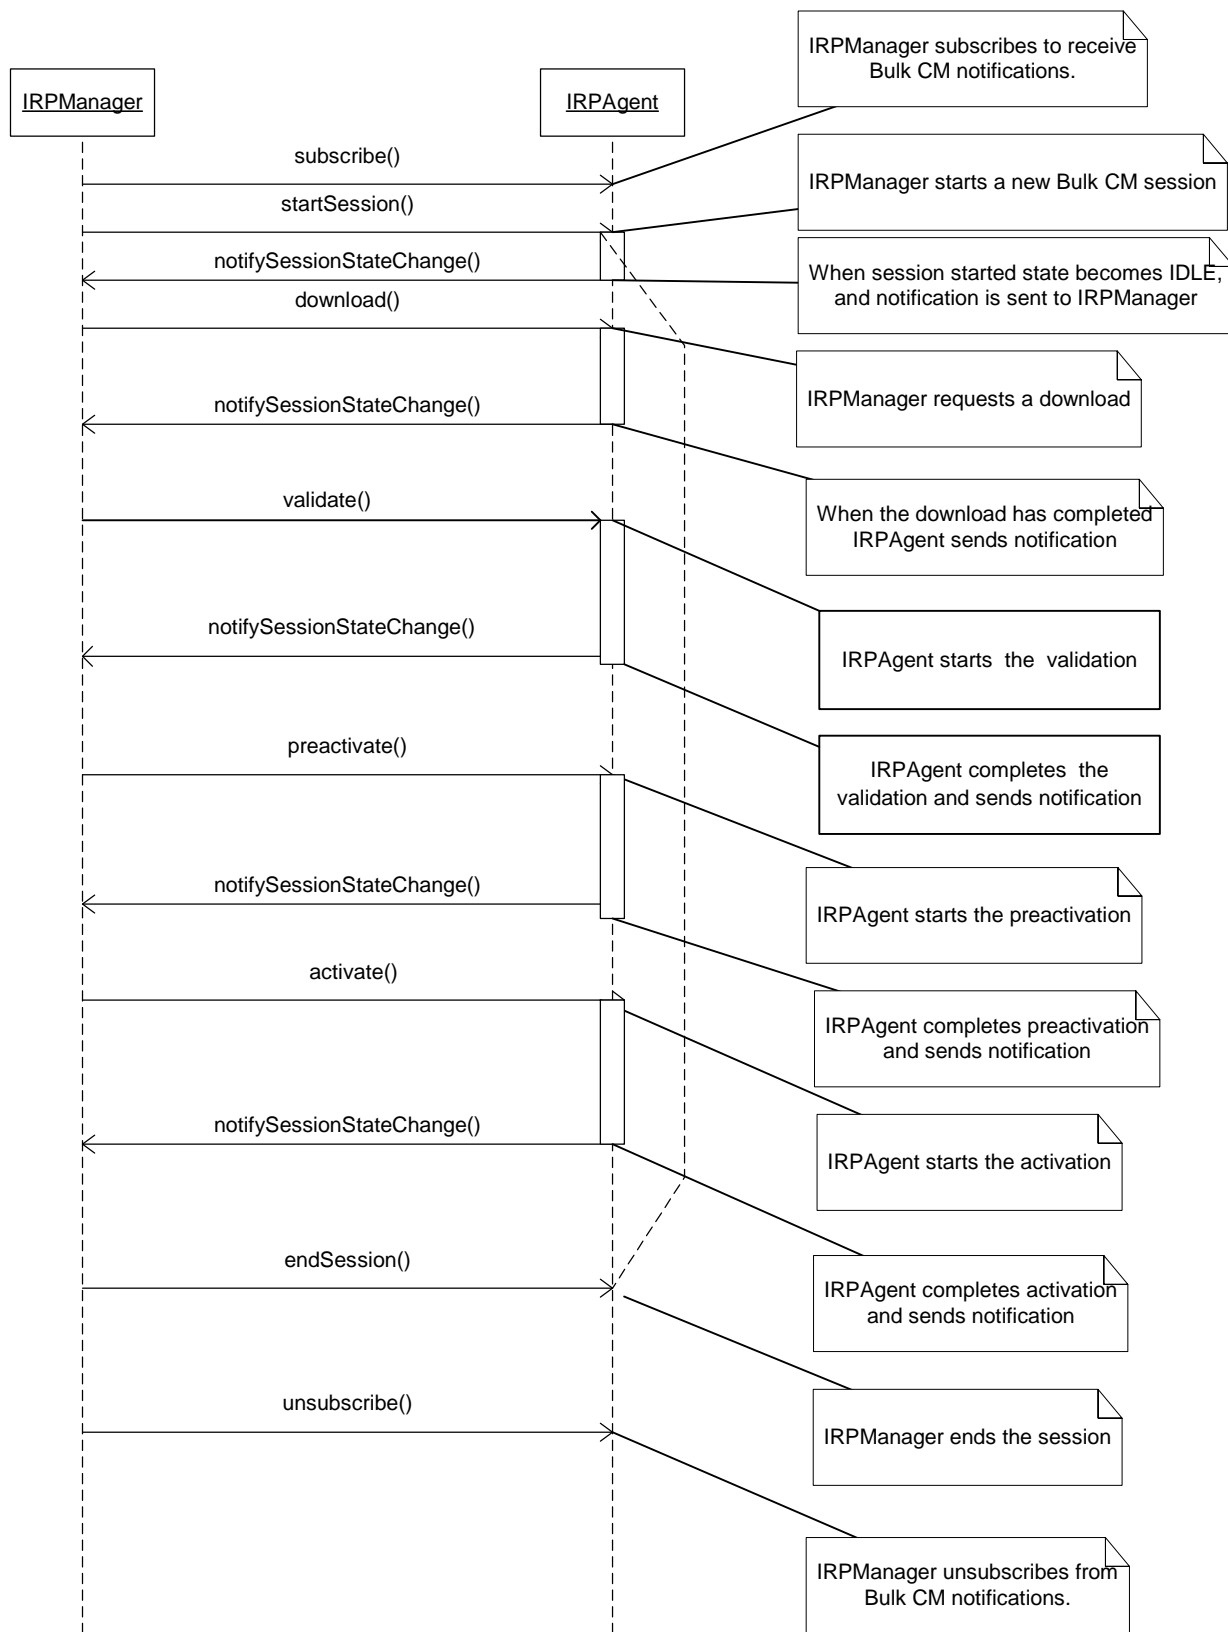 IRPManager
IRPAgent
IRPManager subscribes to receive
Bulk CM notifications.
subscribe()
IRPManager starts a new Bulk CM session
startSession()
notifySessionStateChange()
When session started state becomes IDLE,
and notification is sent to IRPManager
download()
IRPManager requests a download
notifySessionStateChange()
validate()
When the download has completed
IRPAgent sends notification
notifySessionStateChange()
IRPAgent starts the validation
preactivate()
IRPAgent completes the
validation and sends notification
notifySessionStateChange()
IRPAgent starts the preactivation
activate()
IRPAgent completes preactivation
and sends notification
notifySessionStateChange()
IRPAgent starts the activation
endSession()
IRPAgent completes activation
and sends notification
unsubscribe()
IRPManager ends the session
IRPManager unsubscribes from
Bulk CM notifications.